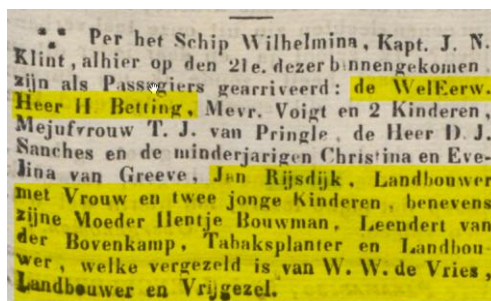 ⁂ Per het Schip Wilhelmina, Kapt. J. N.
Klint, alhier op den 21e. dezer binnengekomen
zijn als Passagiers gearriveerd: de WelEerw.
Heer H. Betting, Mevr. Voigt en 2 Kinderen,
Mejufvrouw T. J. van Pringle, de Heer D. J.
Sanches en de minderjarigen Christina en Eve-
lina van Greeve, Jan Rijsdijk, Landbouwer
met Vrouw en twee jonge Kinderen, benevens
zijne Moeder Hentje Bouwman, Leendert van
der Bovenkamp, Tabaksplanter en Landbou-
wer, welke vergezeld is van W. W. de Vries,
Landbouwer en Vrijgezel.